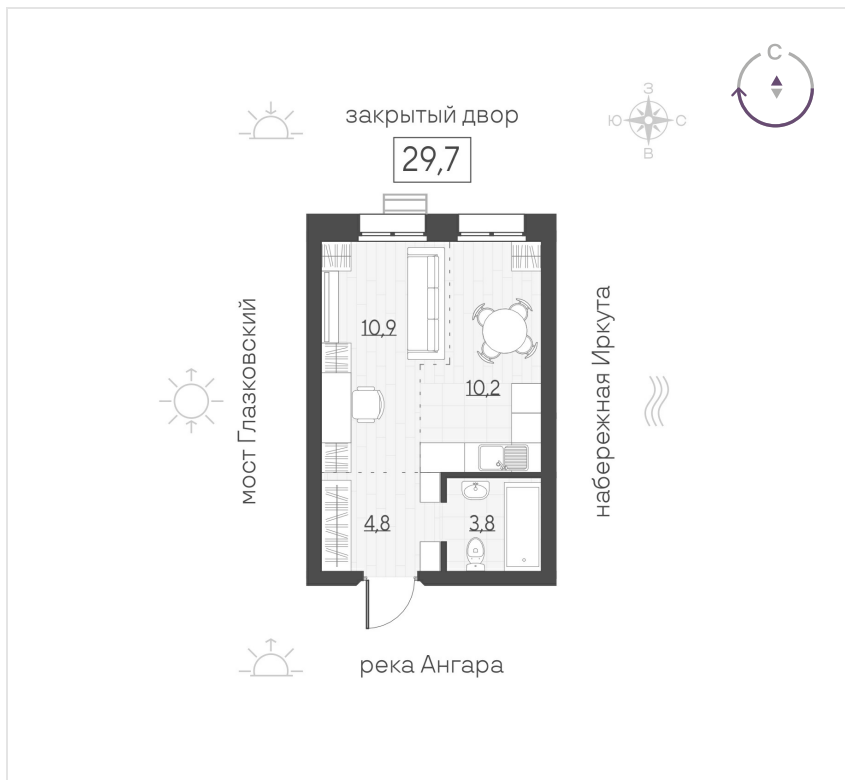 С
закрытый двор
З
Ю
С
В
29,7
мост Глазковский
набережная Иркута
10,9
10,2
4,8
3,8
река Ангара